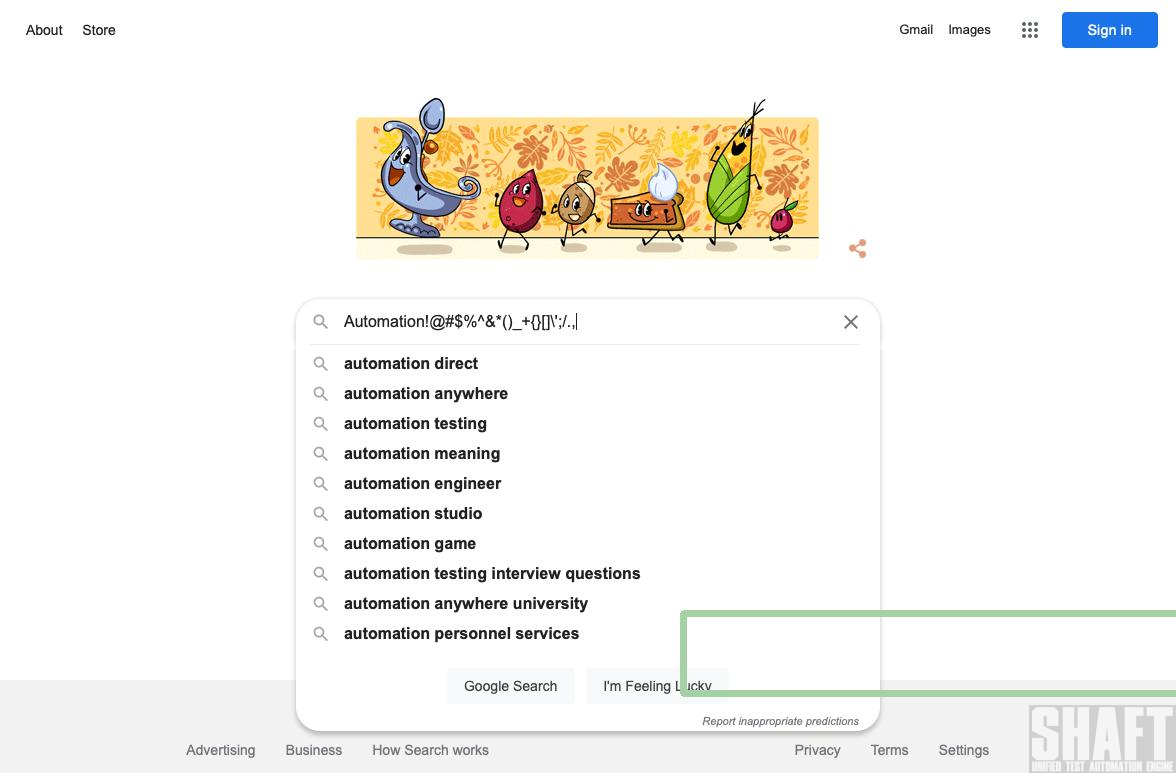 About Store Gmail Images Sign in
Automation!@#$%^&*()_+{}[]\';/.,
automation direct
automation anywhere
automation testing
automation meaning
automation engineer
automation studio
automation game
automation testing interview questions
automation anywhere university
automation personnel services
Google Search I'm Feeling Lucky
Report inappropriate predictions
Advertising Business How Search works Privacy Terms Settings
SHAFT
UNIFIED TEST AUTOMATION ENGINE